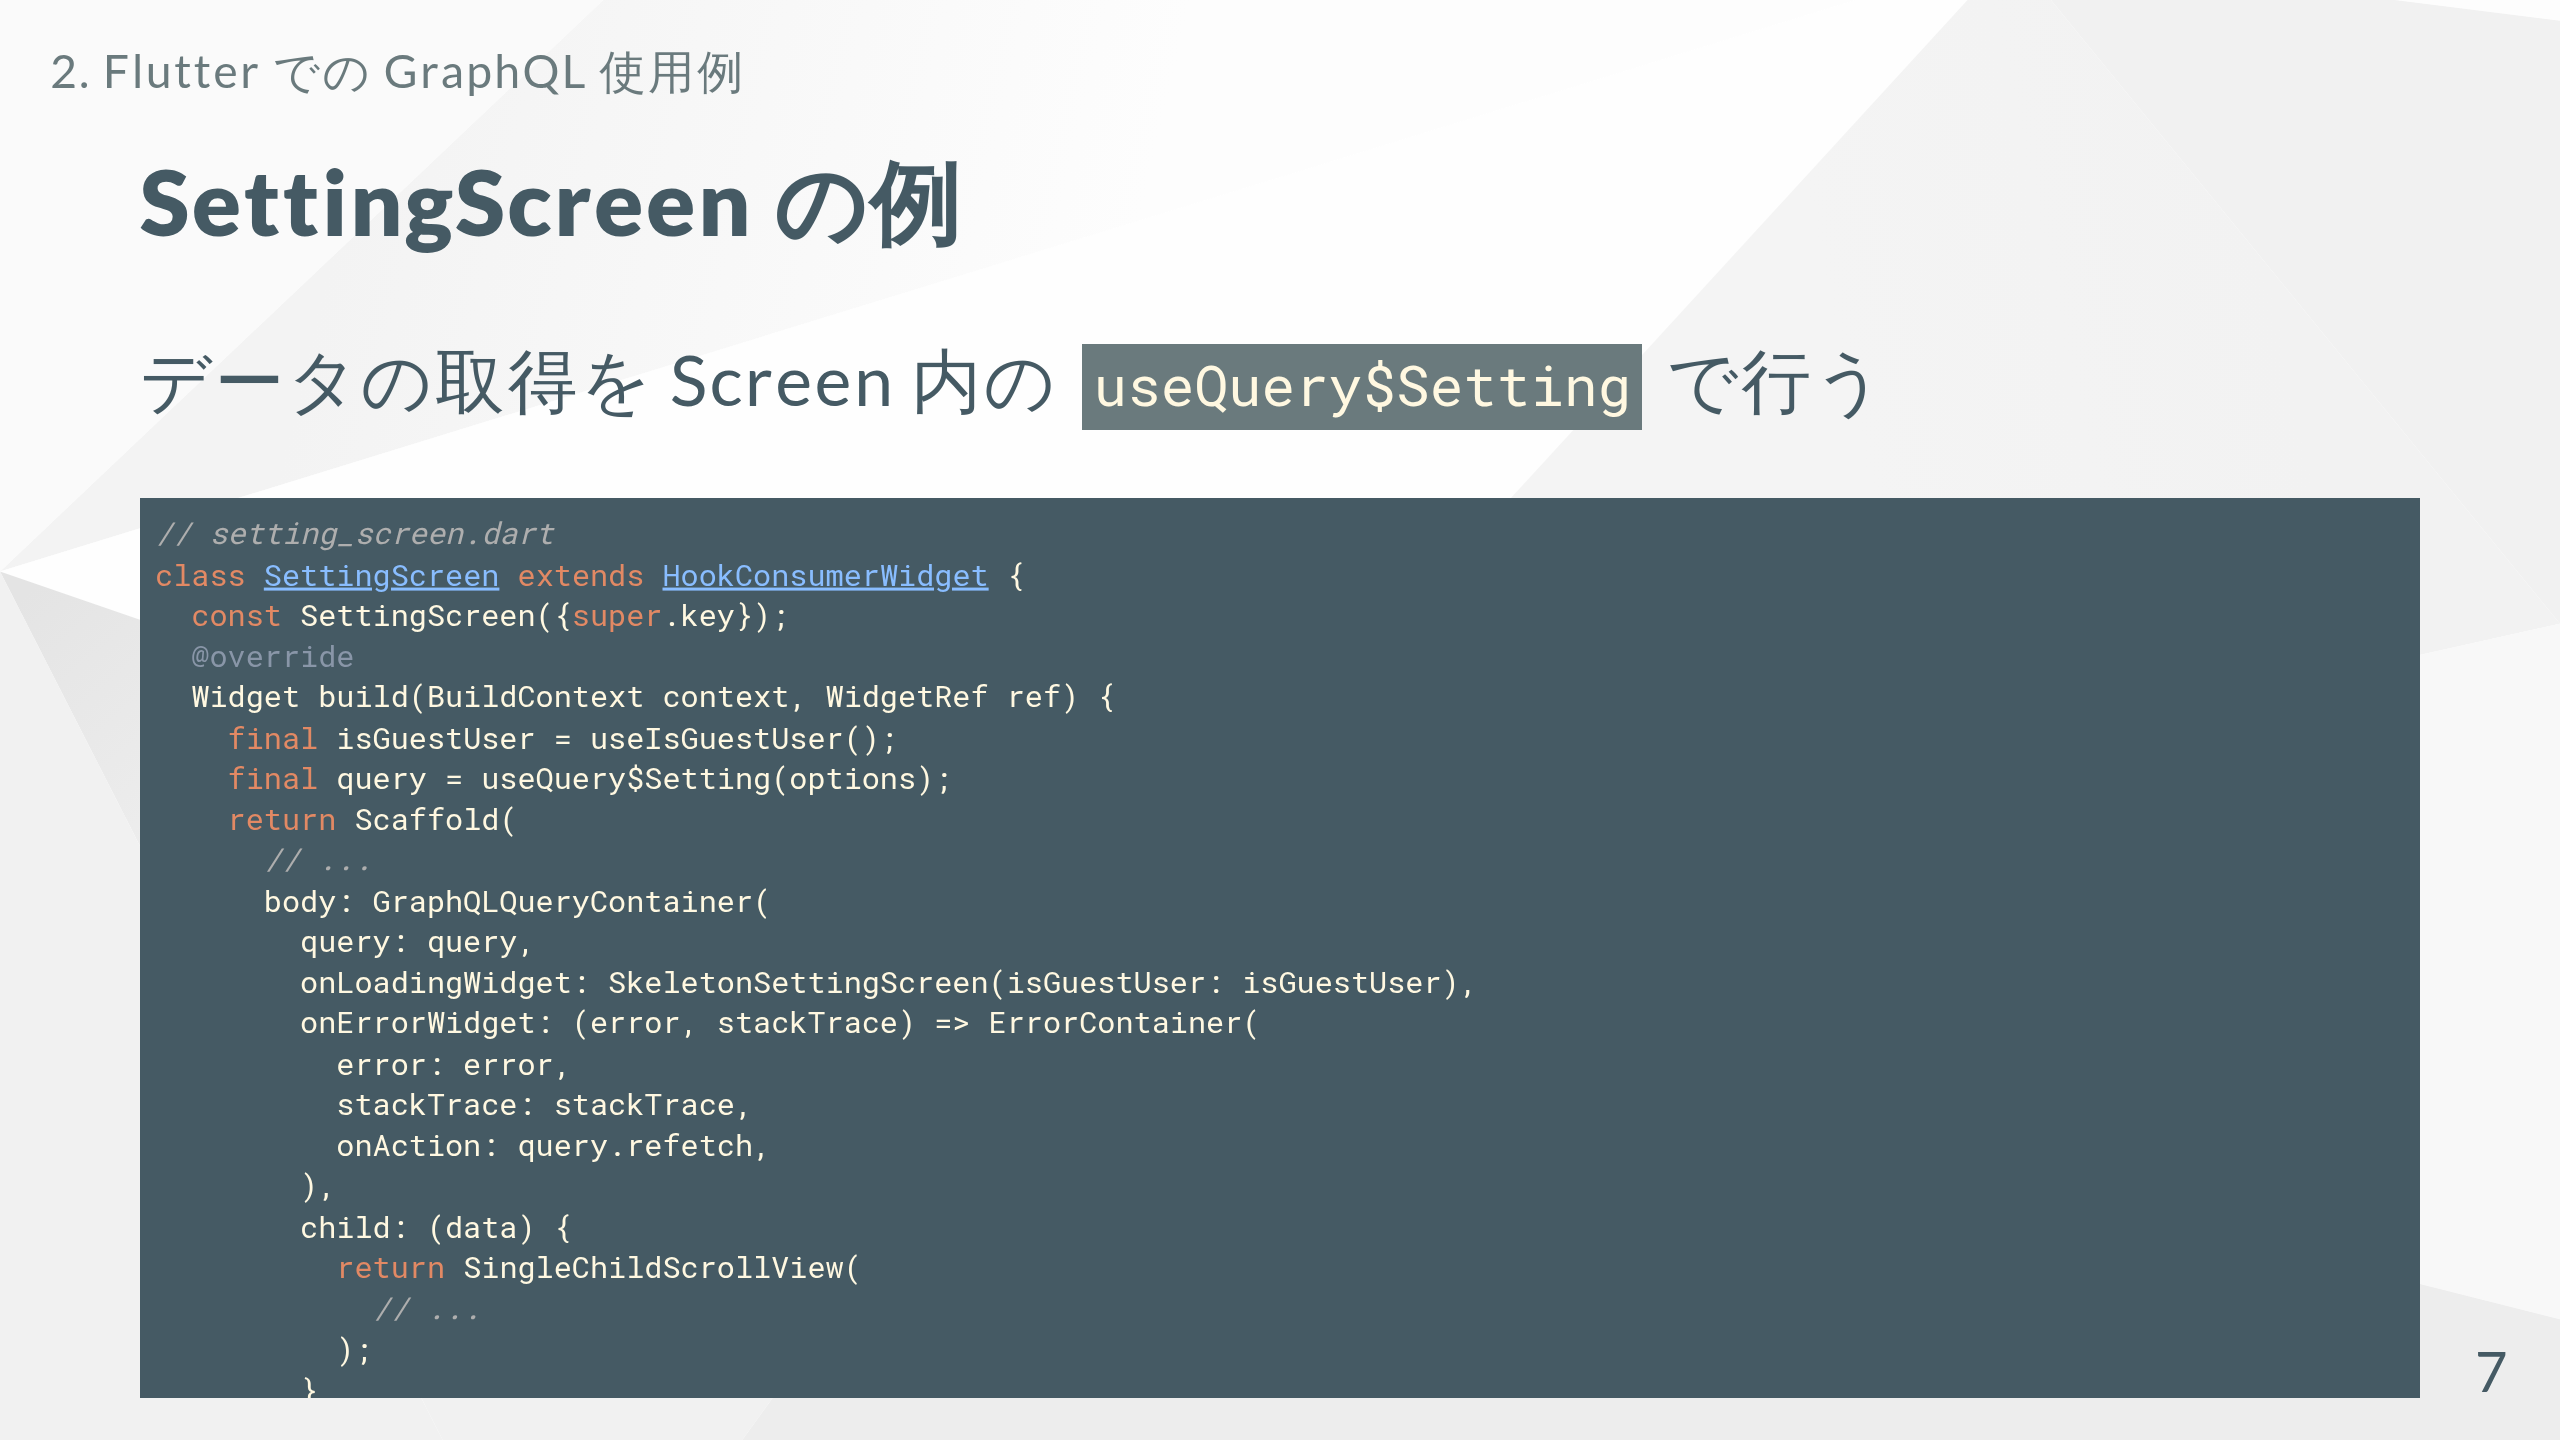 2. Flutter での GraphQL 使用例
SettingScreen の例
データの取得を Screen 内の useQuery$Setting で行う
// setting_screen.dart
class SettingScreen extends HookConsumerWidget {
  const SettingScreen({super.key});
  @override
  Widget build(BuildContext context, WidgetRef ref) {
    final isGuestUser = useIsGuestUser();
    final query = useQuery$Setting(options);
    return Scaffold(
      // ...
      body: GraphQLQueryContainer(
        query: query,
        onLoadingWidget: SkeletonSettingScreen(isGuestUser: isGuestUser),
        onErrorWidget: (error, stackTrace) => ErrorContainer(
          error: error,
          stackTrace: stackTrace,
          onAction: query.refetch,
        ),
        child: (data) {
          return SingleChildScrollView(
            // ...
          );
        }
7